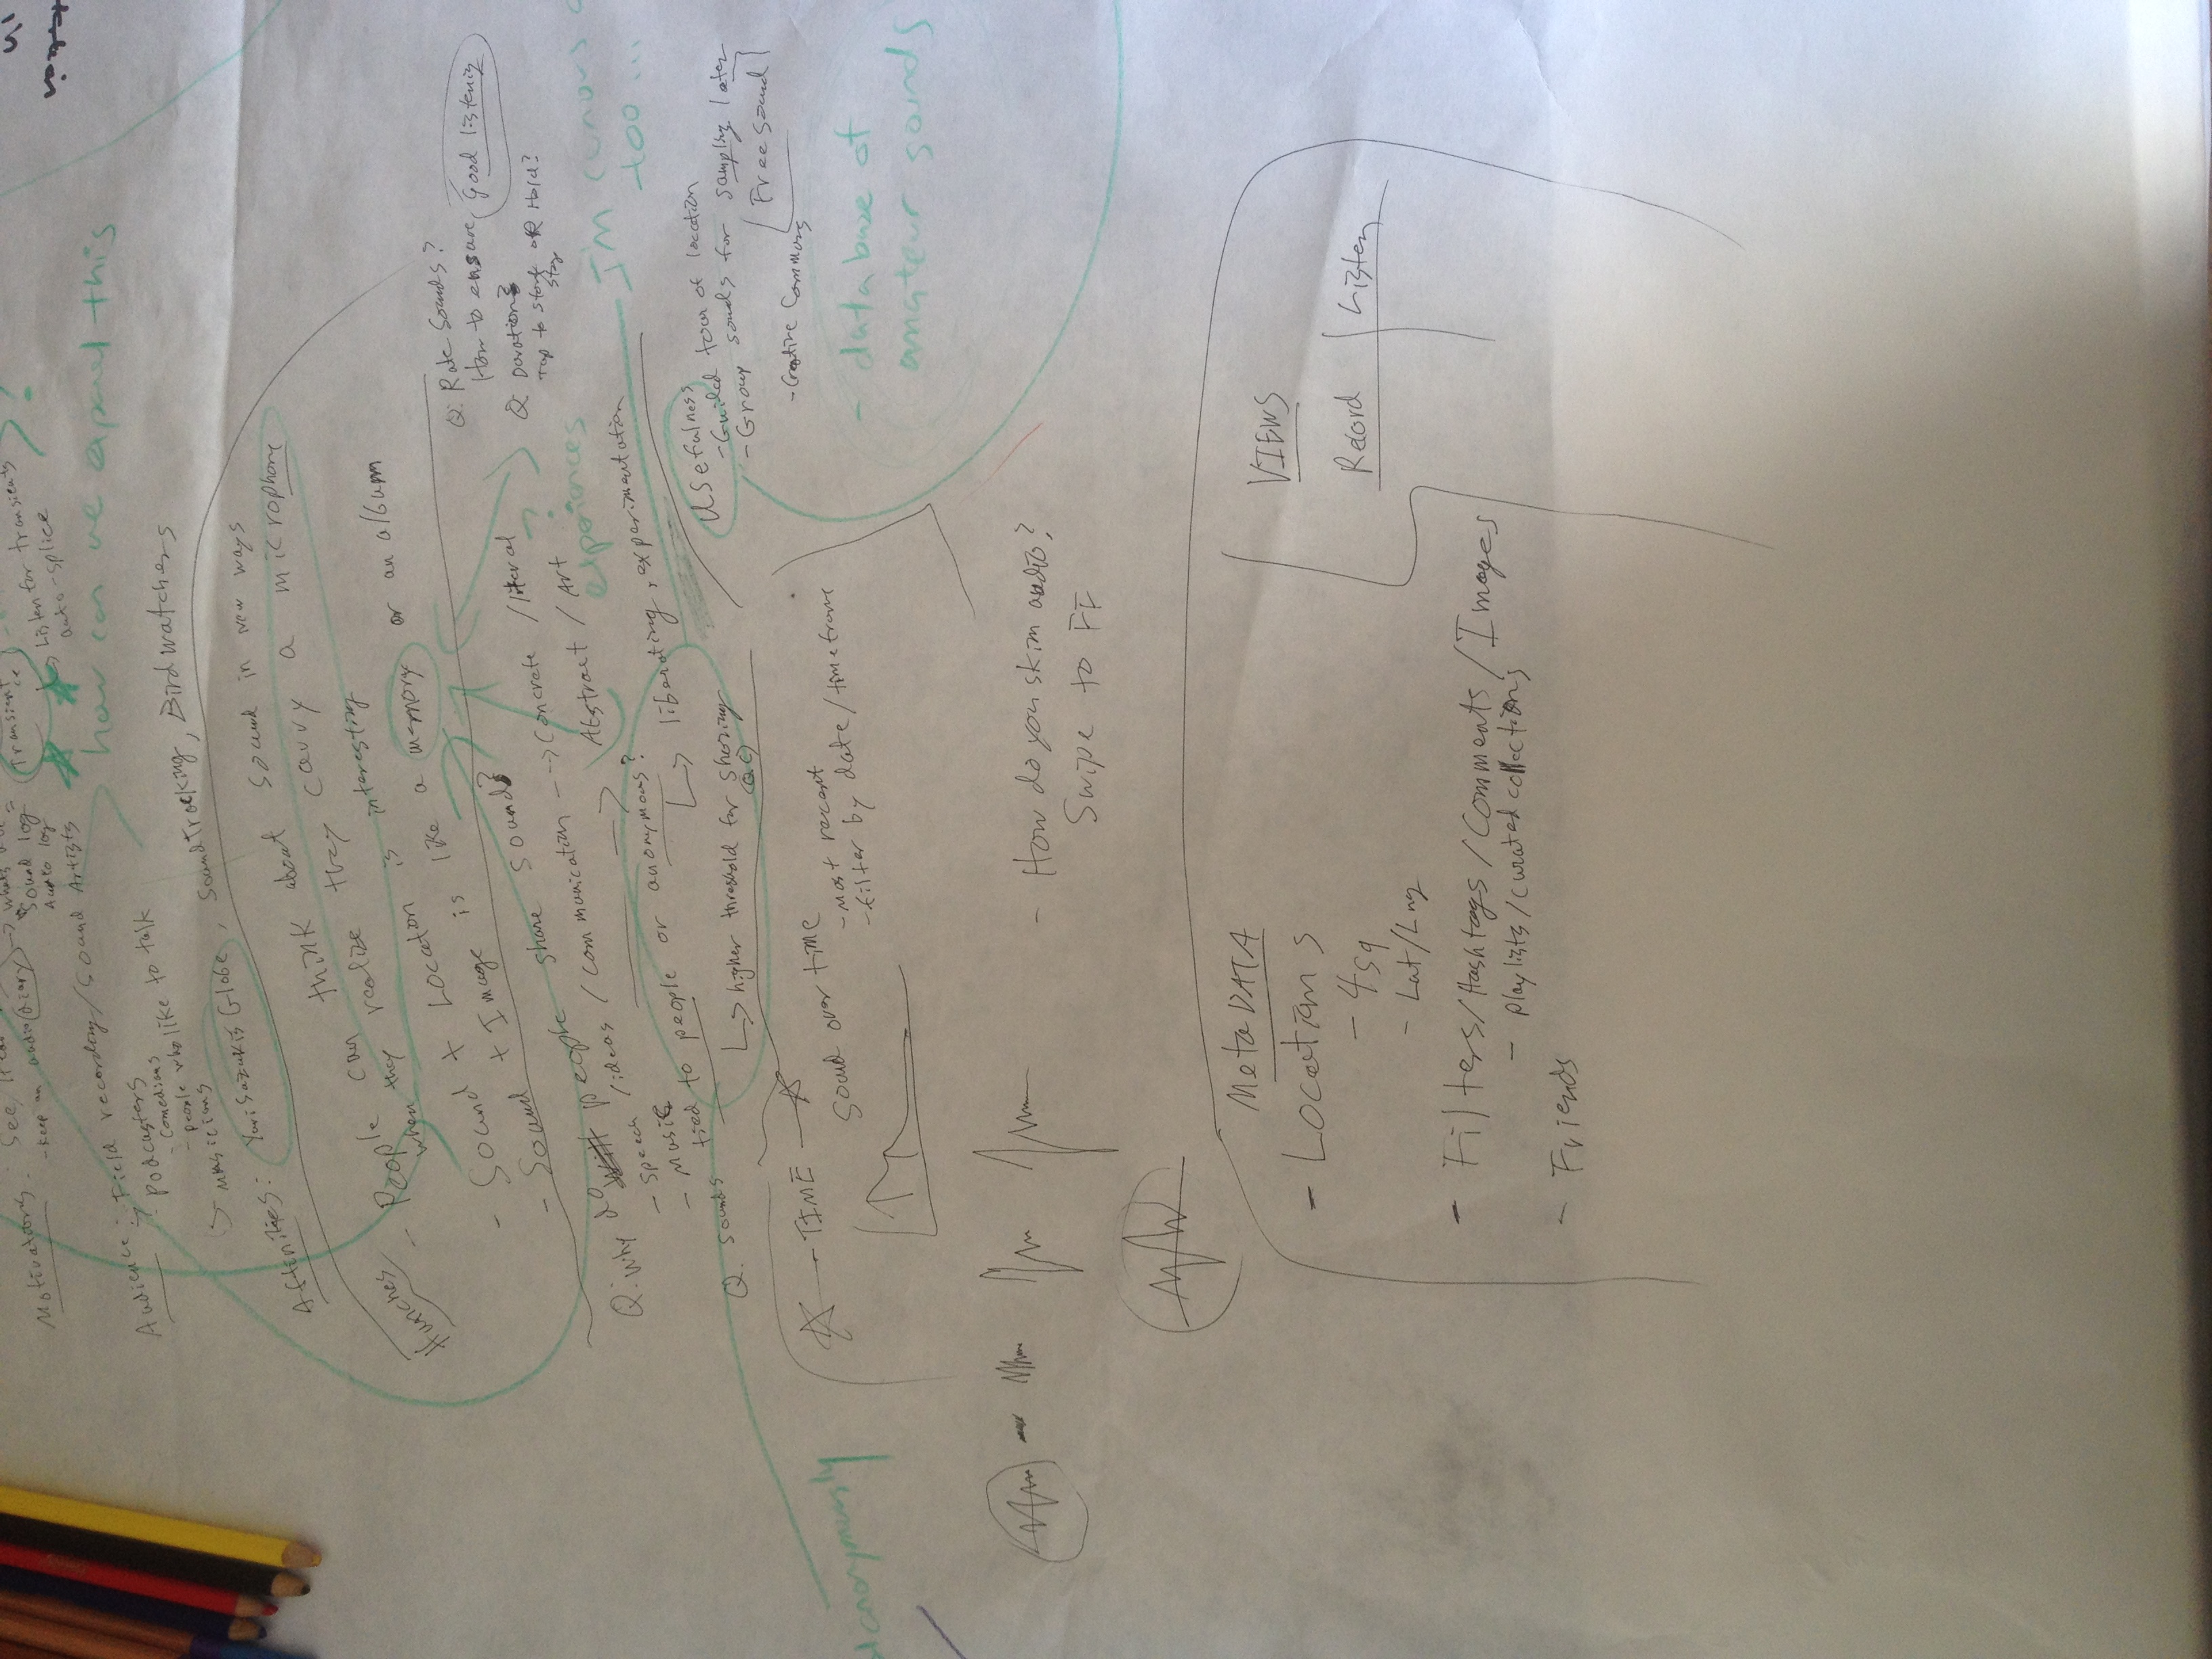 Motivations - see,
- keep an audio diary →
sound log
Auto log
Transients
Listen for transients
auto-splice
Audience: → Field recording / Sound Artists
- Podcasters
- Comedians
- people who like to talk
→ musicians
how can we expand this
?
Affinities: Yuri Suzuki's Globe, Soundtracking, Birdwatchers
Hunches
- People can think about sound in new ways
when they realize they carry a microphone
- Sound + Location is interesting
- Sound + Image is like a memory or an album
Q: Why do people share sound?
- Speech / ideas / communication → Concrete / literal
- Music → Abstract / Art
experiences
Q: Rate Sounds?
How to ensure good listening
Q Duration?
Tap to start OR Hold?
stop
Q. Sounds tied to people or anonymous?
↳ liberating, experimentation
↳ higher threshold for sharing
(QC)
anonymously
I'm curious
too...
Usefulness
- Guided tour of location
- Group sounds for sampling later
- Creative Commons
Free Sound
- database of
amateur sounds
TIME
Sound over time
- most recent
- filter by date/timeframe
- How do you skim audio?
Swipe to FF
MetaDATA
- Locations
- 4sq
- Lat/Lng
- Filters/Hashtags/Comments/Images
- playlists/curated collections
- Friends
VIEWS
Record | Listen